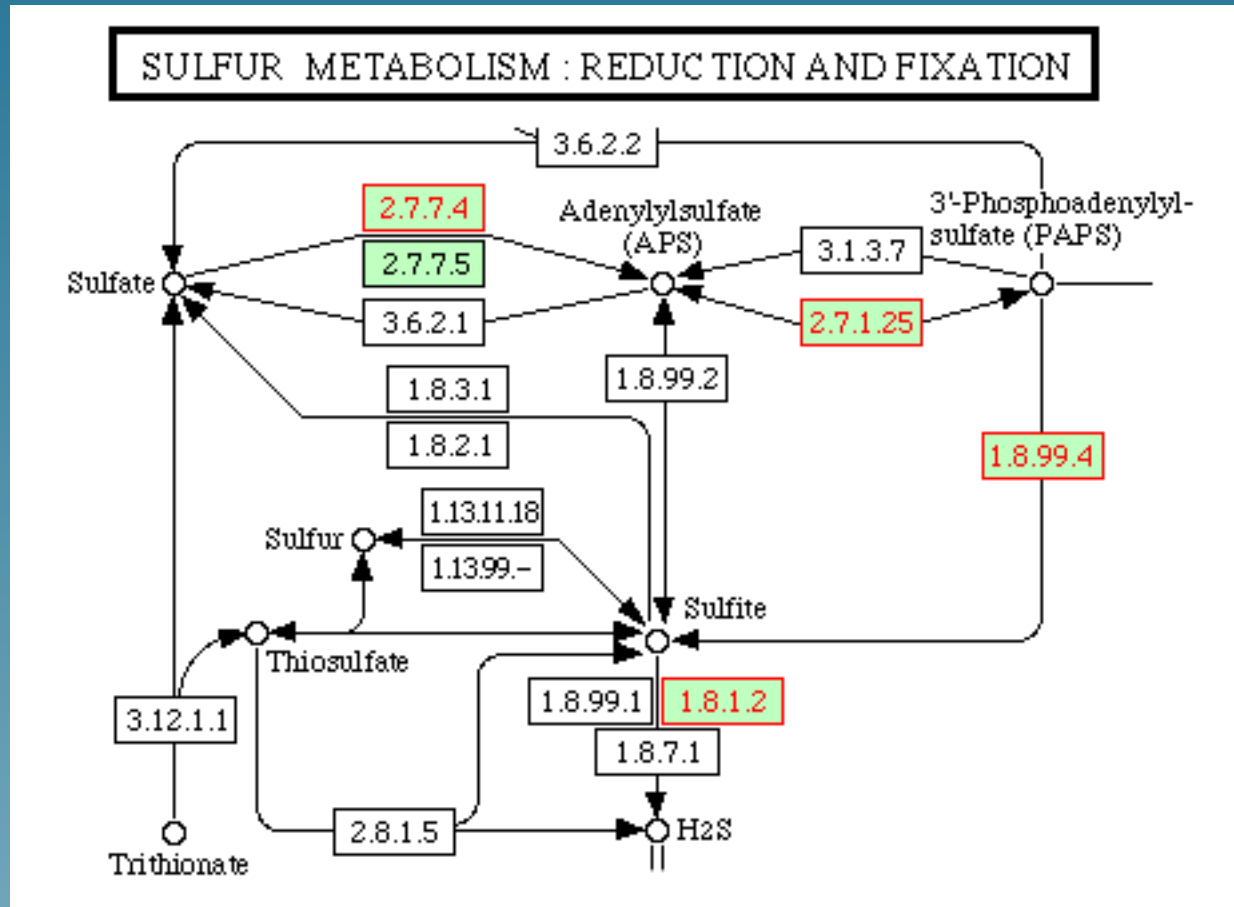 SULFUR METABOLISM : REDUCTION AND FIXATION
3.6.2.2
2.7.7.4
Adenylylsulfate
(APS)
3'-Phosphoadenylyl-
sulfate (PAPS)
2.7.7.5
3.1.3.7
Sulfate
3.6.2.1
2.7.1.25
1.8.99.2
1.8.3.1
1.8.2.1
1.8.99.4
1.13.11.18
Sulfur
1.13.99.–
Sulfite
Thiosulfate
1.8.99.1
1.8.1.2
3.12.1.1
1.8.7.1
2.8.1.5
H2S
Trithionate